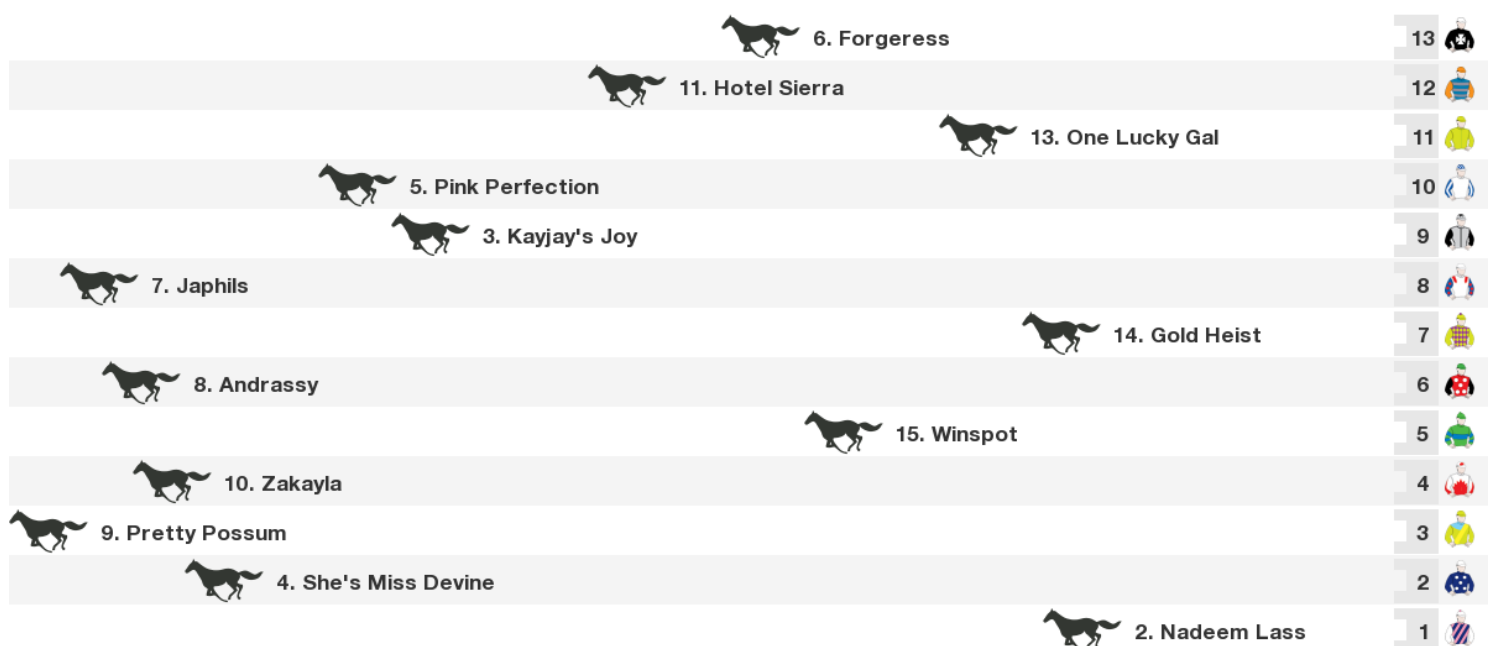 6. Forgeress 13
11. Hotel Sierra 12
13. One Lucky Gal 11
5. Pink Perfection 10
3. Kayjay's Joy 9
7. Japhils 8
14. Gold Heist 7
8. Andrassy 6
15. Winspot 5
10. Zakayla 4
9. Pretty Possum 3
4. She's Miss Devine 2
2. Nadeem Lass 1